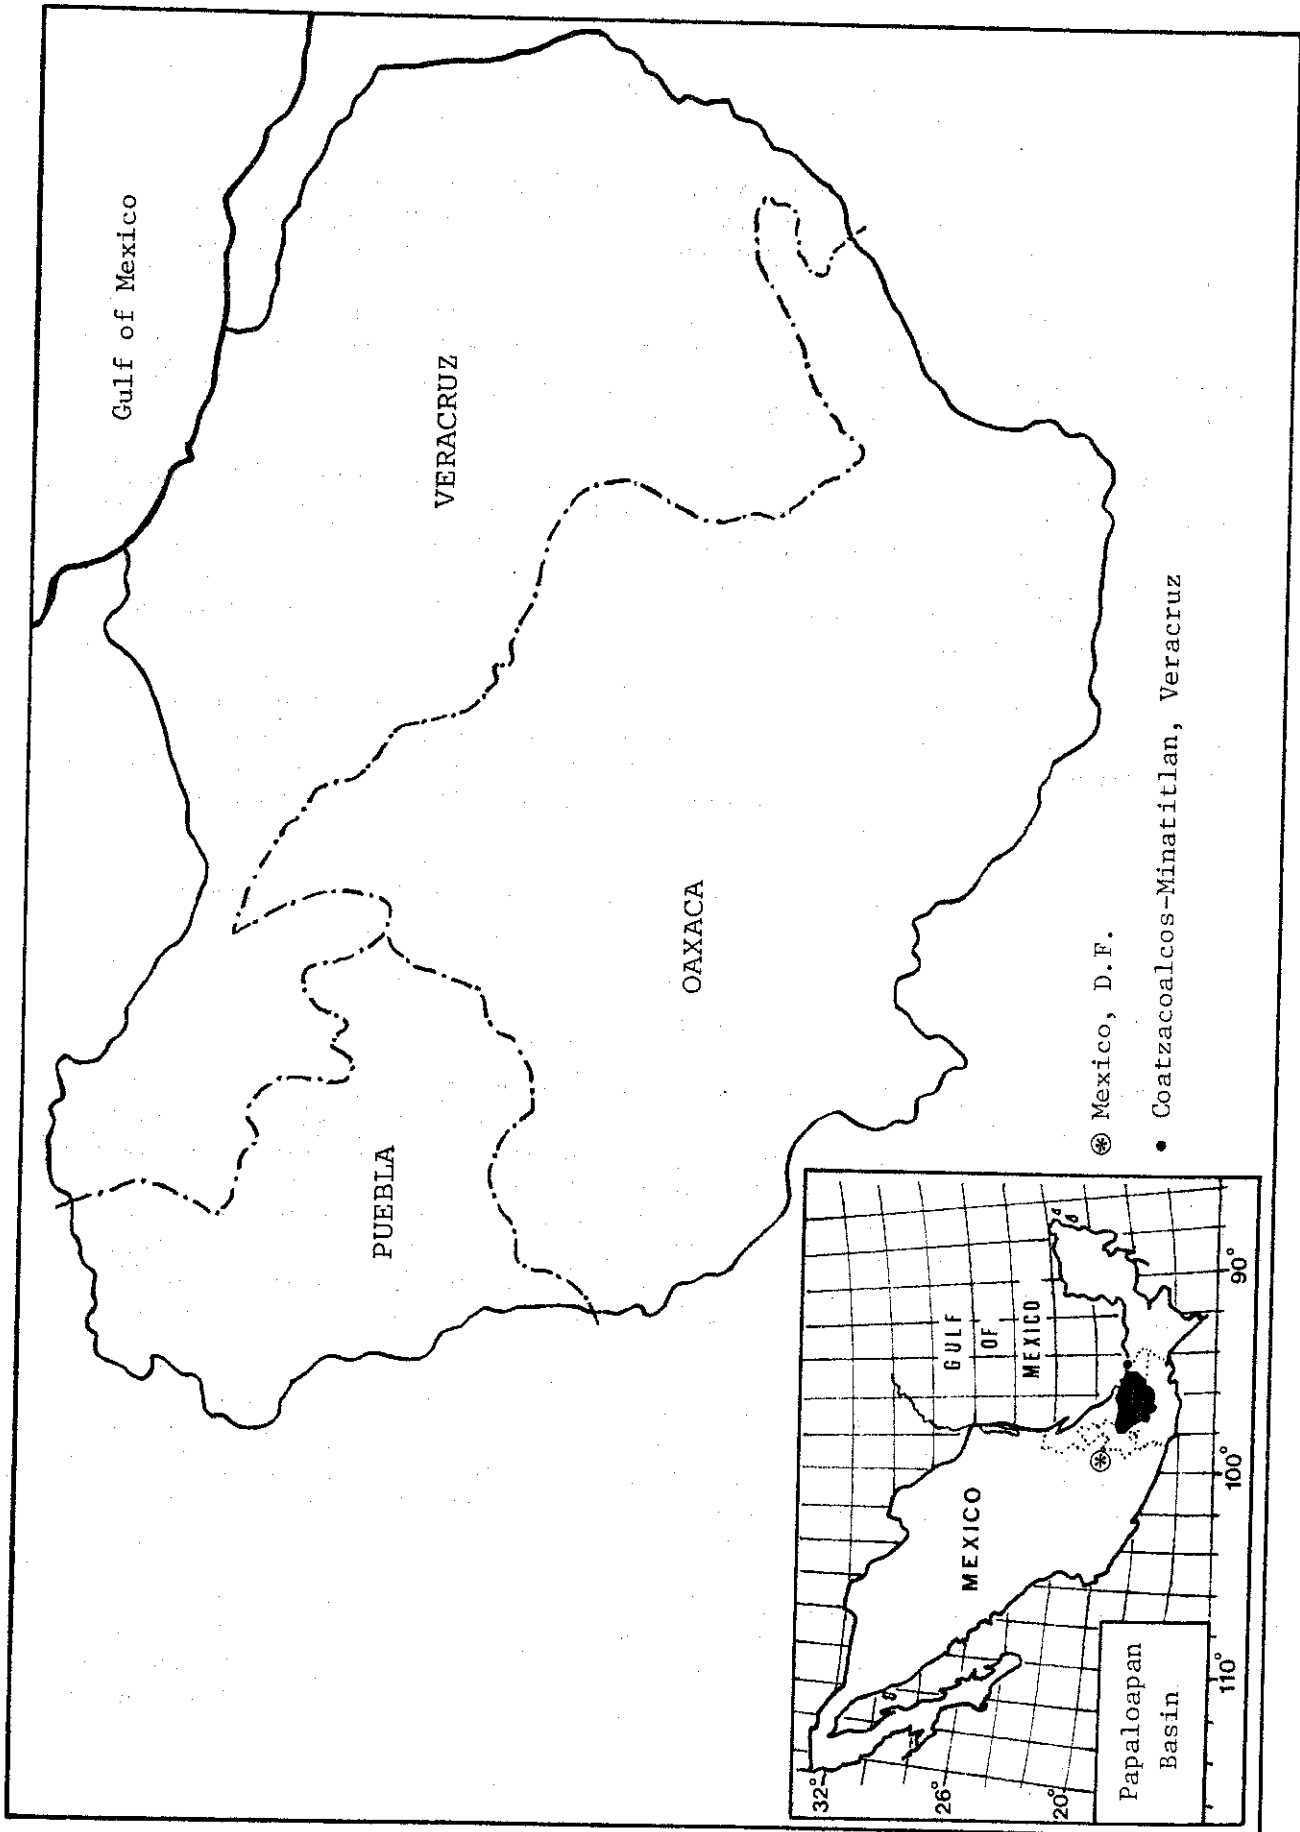 Gulf of Mexico
VERACRUZ
PUEBLA
OAXACA
Mexico, D.F.
Coatzacoalcos-Minatitlan, Veracruz
GULF
OF
MEXICO
MEXICO
32°
26°
20°
110°
100°
90°
Papaloapan
Basin